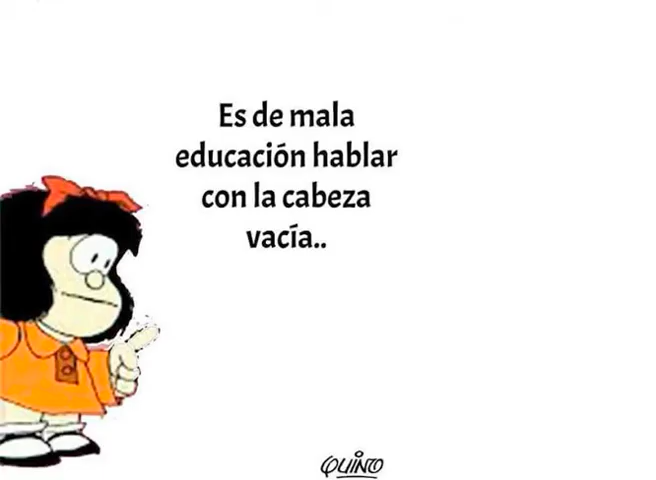 Es de mala
educación hablar
con la cabeza
vacía..
QUINO